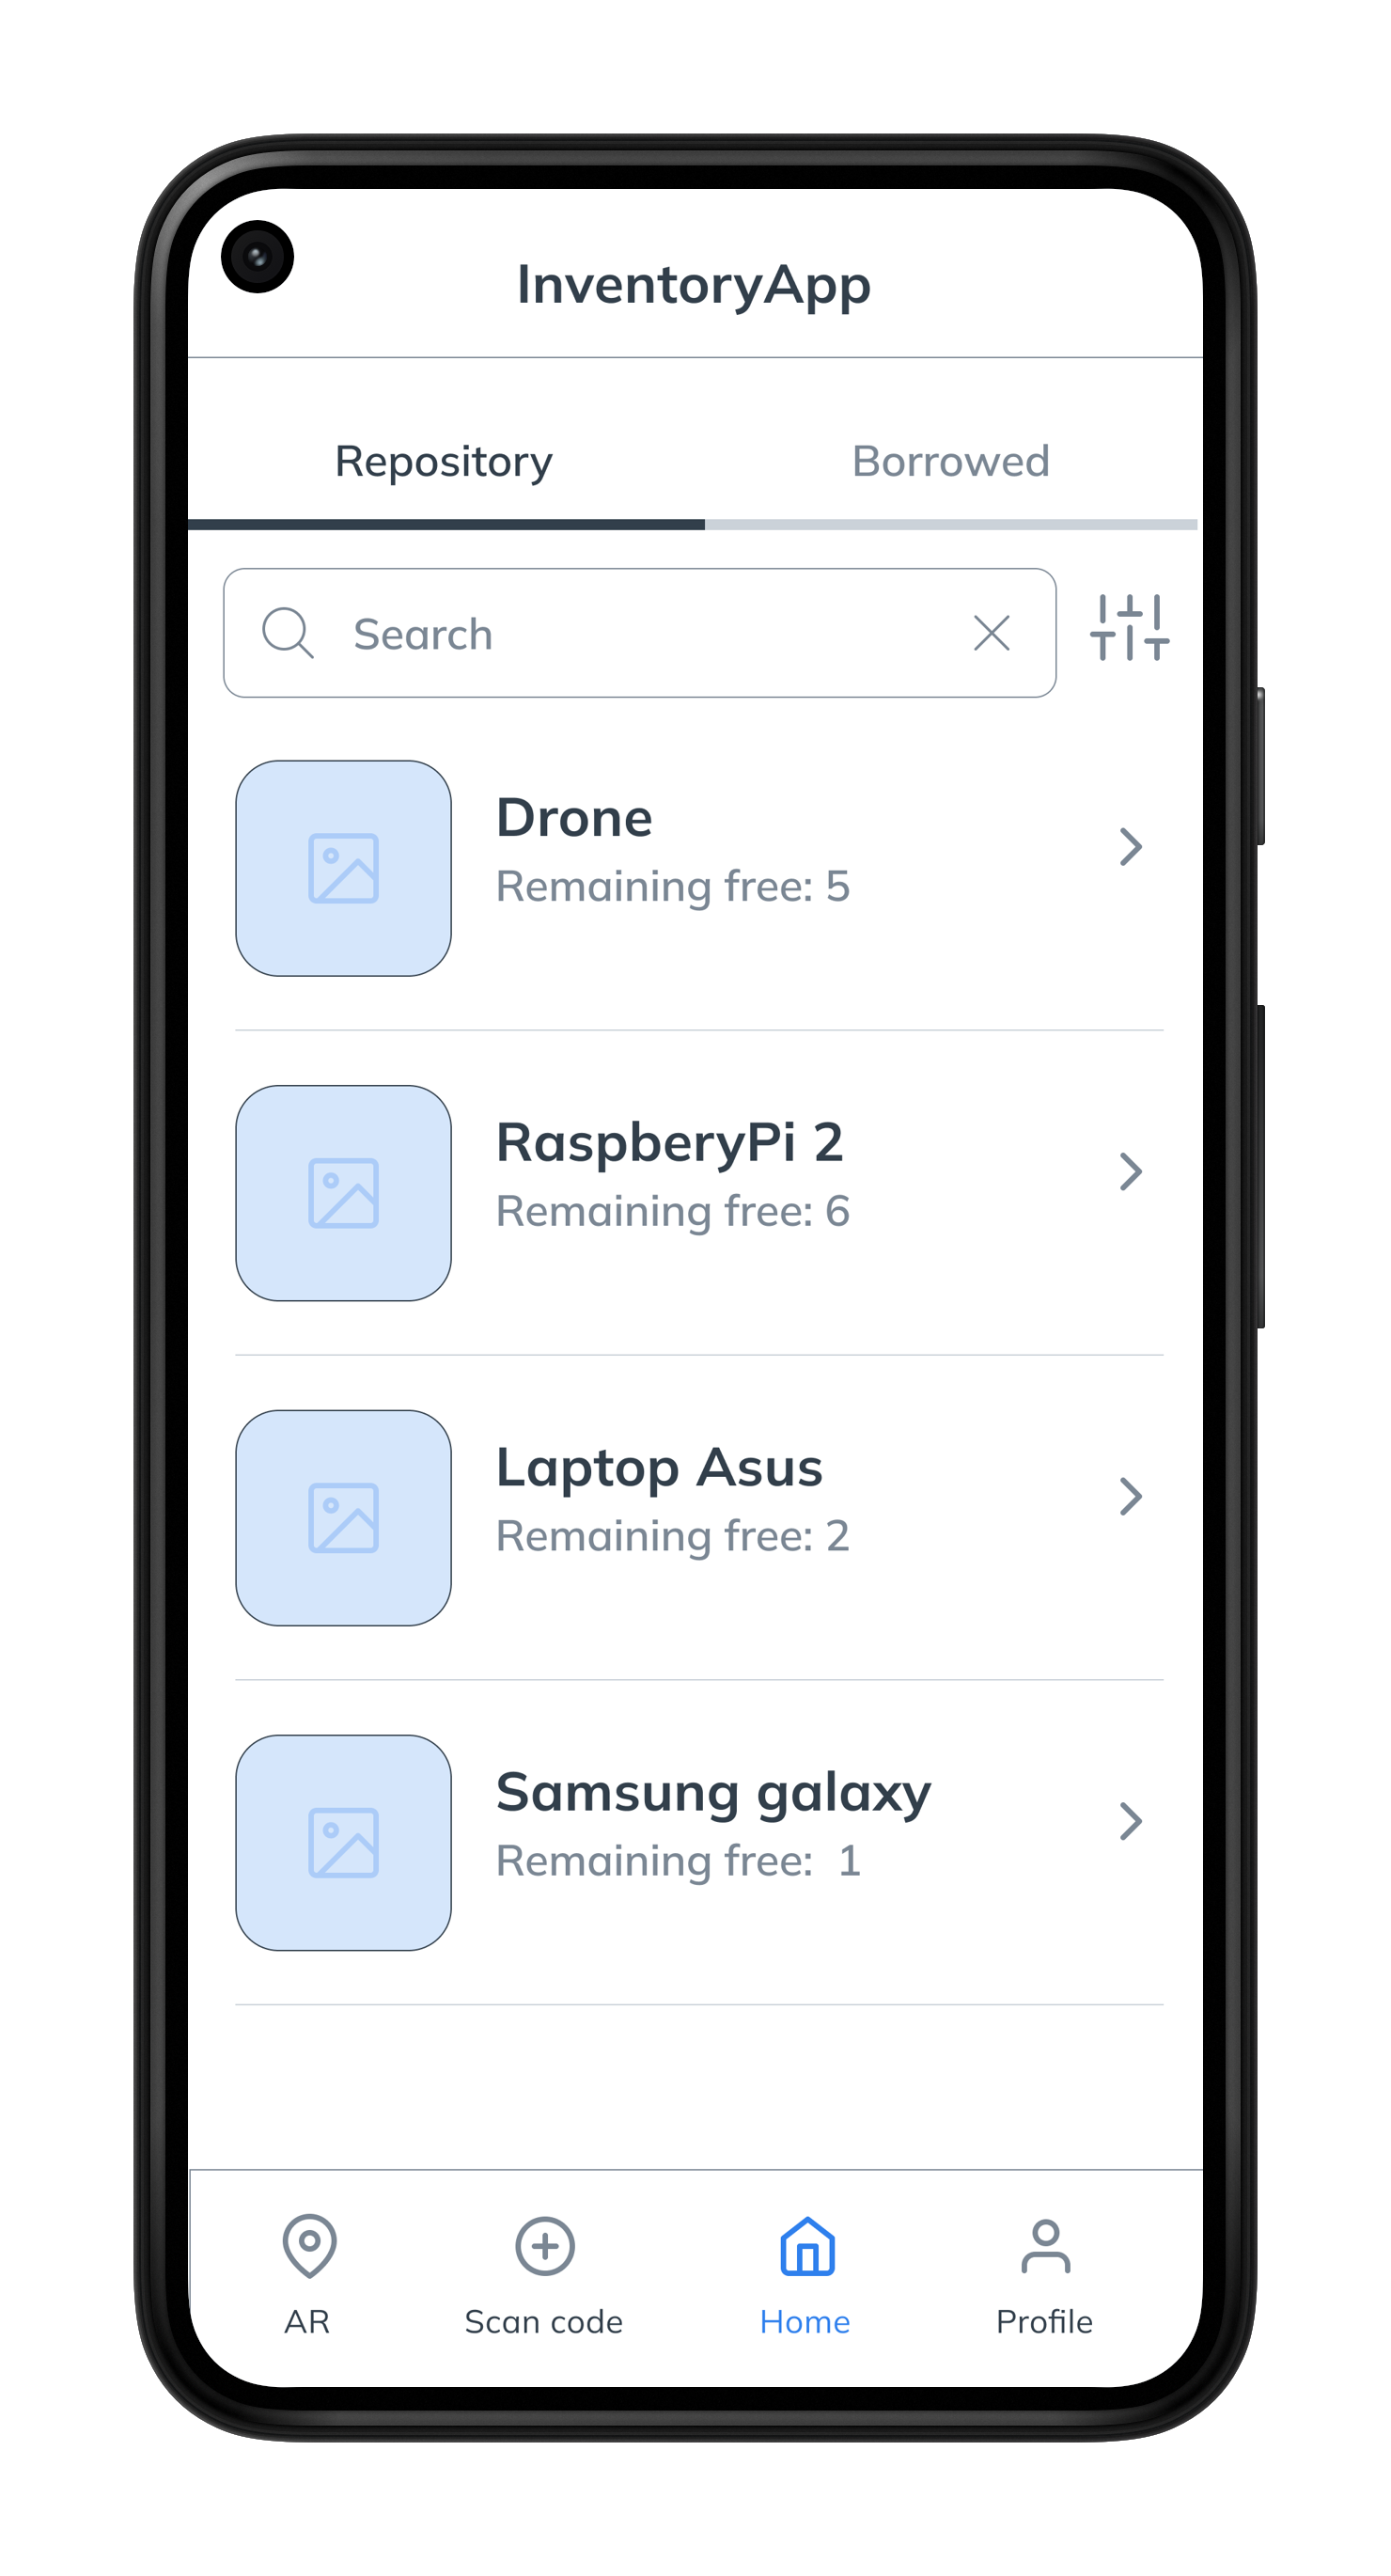 InventoryApp
Repository
Borrowed
Search
Drone
Remaining free: 5
RaspberyPi 2
Remaining free: 6
Laptop Asus
Remaining free: 2
Samsung galaxy
Remaining free: 1
AR
Scan code
Home
Profile